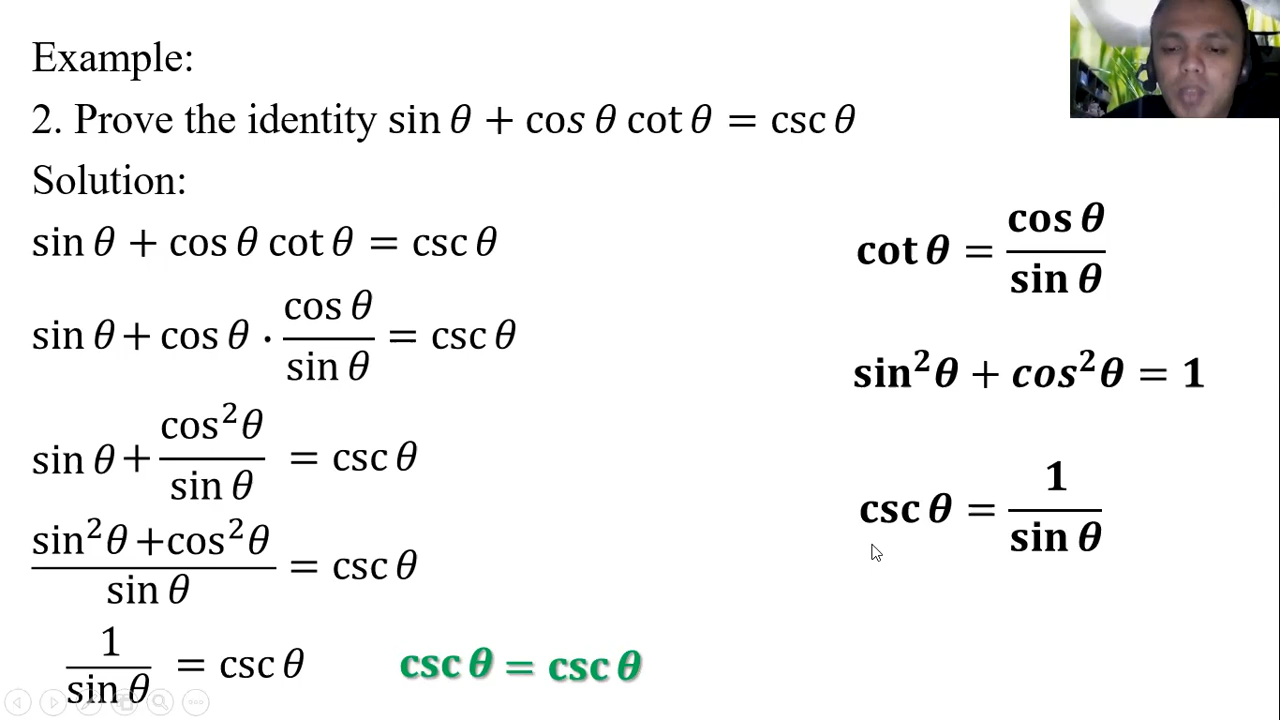 Example:
2. Prove the identity sin θ + cos θ cot θ = csc θ
Solution:
sin θ + cos θ cot θ = csc θ
sin θ + cos θ · cos θ / sin θ = csc θ
sin θ + cos²θ / sin θ = csc θ
sin²θ + cos²θ / sin θ = csc θ
1 / sin θ = csc θ
csc θ = csc θ
cot θ = cos θ / sin θ
sin²θ + cos²θ = 1
csc θ = 1 / sin θ